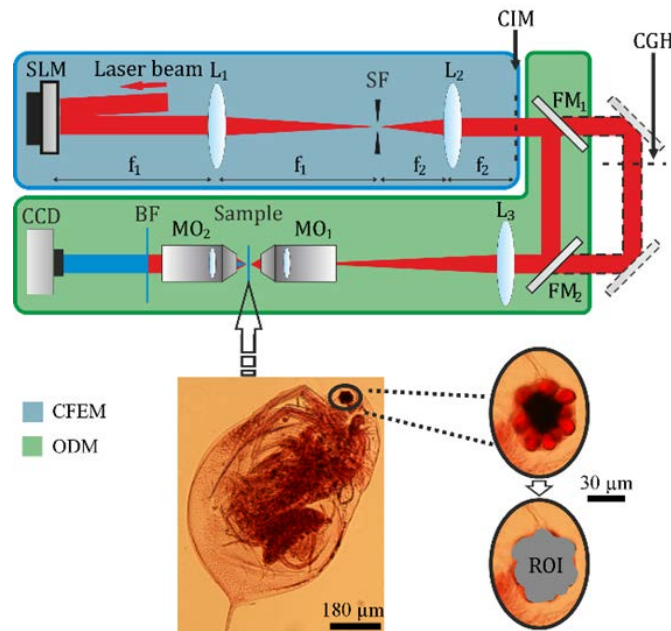 CIM
CGH
SLM
Laser beam
L₁
SF
L₂
FM₁
f₁
f₁
f₂
f₂
CCD
BF
MO₂
Sample
MO₁
L₃
FM₂
CFEM
ODM
180 μm
30 μm
ROI